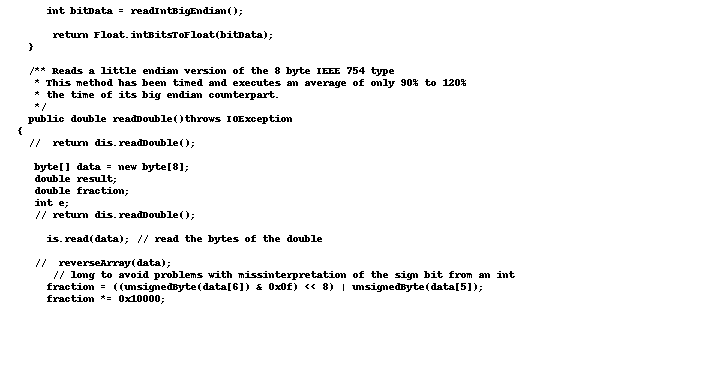 int bitData = readIntBigEndian();
return Float.intBitsToFloat(bitData);
}
/** Reads a little endian version of the 8 byte IEEE 754 type
* This method has been timed and executes an average of only 90% to 120%
* the time of its big endian counterpart.
*/
public double readDouble()throws IOException
{
// return dis.readDouble();
byte[] data = new byte[8];
double result;
double fraction;
int e;
// return dis.readDouble();
is.read(data); // read the bytes of the double
// reverseArray(data);
// long to avoid problems with missinterpretation of the sign bit from an int
fraction = ((unsignedByte(data[6]) & 0x0f) << 8) | unsignedByte(data[5]);
fraction *= 0x10000;